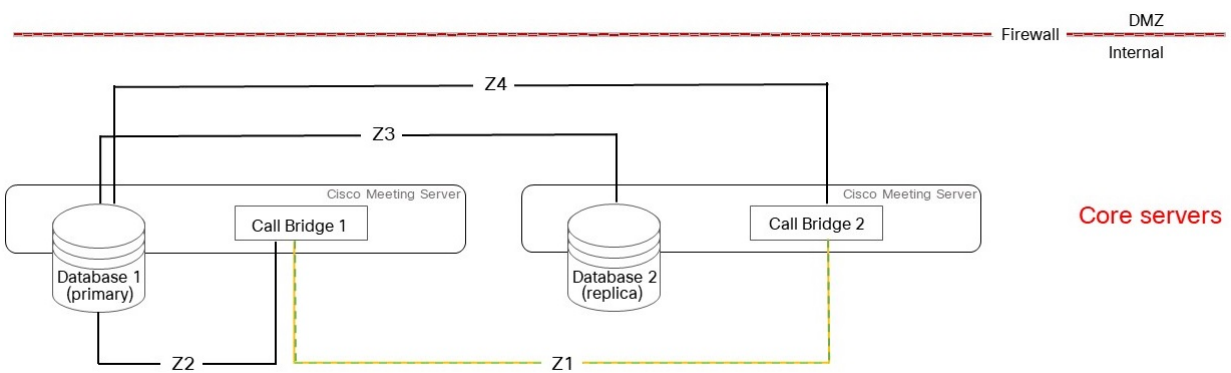 DMZ
Firewall
Internal
Z4
Z3
Cisco Meeting Server
Cisco Meeting Server
Call Bridge 1
Call Bridge 2
Core servers
Database 1
(primary)
Database 2
(replica)
Z2
Z1